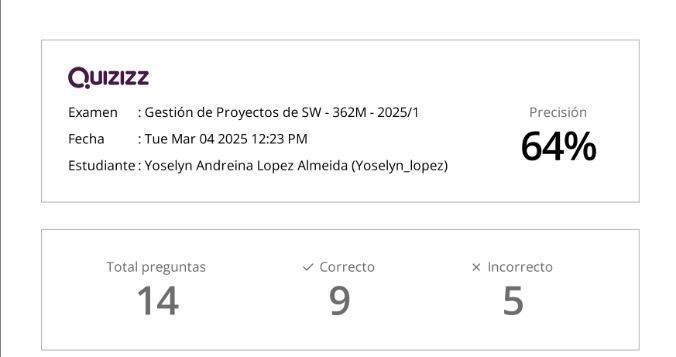 QUIZIZZ
Examen : Gestión de Proyectos de SW - 362M - 2025/1
Fecha : Tue Mar 04 2025 12:23 PM
Estudiante : Yoselyn Andreina Lopez Almeida (Yoselyn_lopez)
Precisión
64%
Total preguntas
14
✓ Correcto
9
× Incorrecto
5